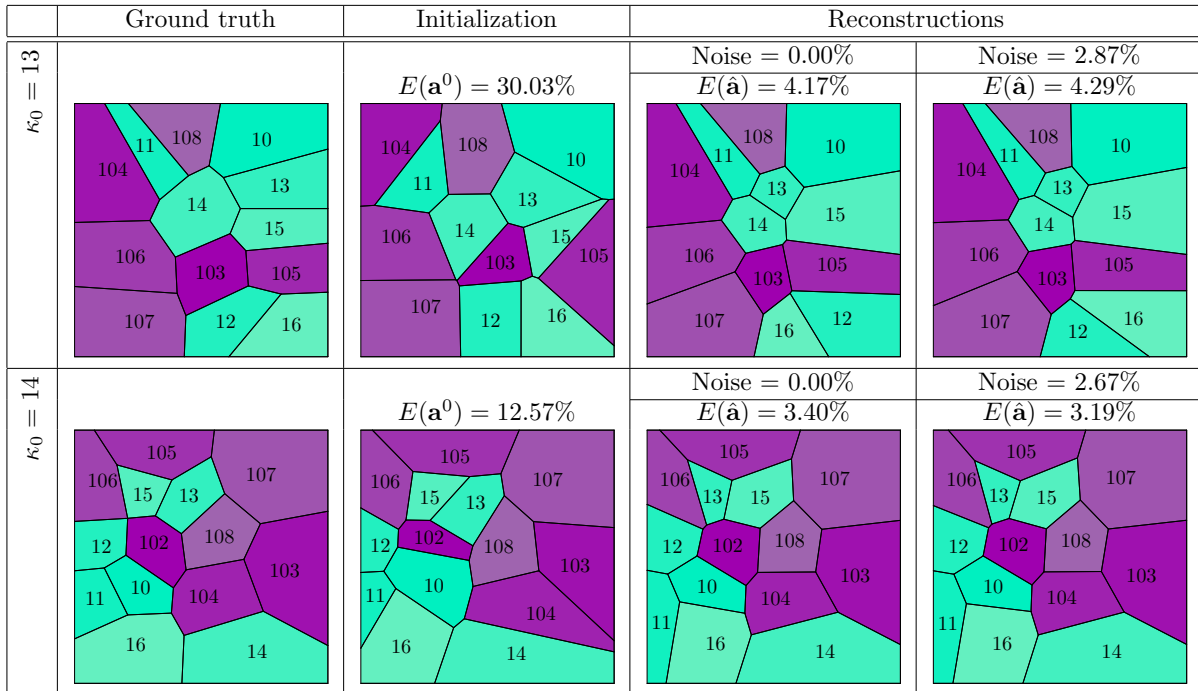 Ground truth Initialization Reconstructions
κ₀ = 13
Noise = 0.00% Noise = 2.87%
E(𝐚⁰) = 30.03% E(𝐚̂) = 4.17% E(𝐚̂) = 4.29%
104 11 108 10 13 14 15 106 103 105 107 12 16
104 108 10 11 13 14 15 106 103 105 107 12 16
104 11 108 10 13 14 15 106 103 105 107 16 12
104 11 108 10 13 14 15 106 103 105 107 12 16
κ₀ = 14
Noise = 0.00% Noise = 2.67%
E(𝐚⁰) = 12.57% E(𝐚̂) = 3.40% E(𝐚̂) = 3.19%
105 107 106 15 13 12 102 108 103 11 10 104 16 14
105 107 106 15 13 12 102 108 103 11 10 104 16 14
105 107 106 13 15 12 102 108 103 10 104 11 16 14
105 107 106 13 15 12 102 108 103 10 104 11 16 14